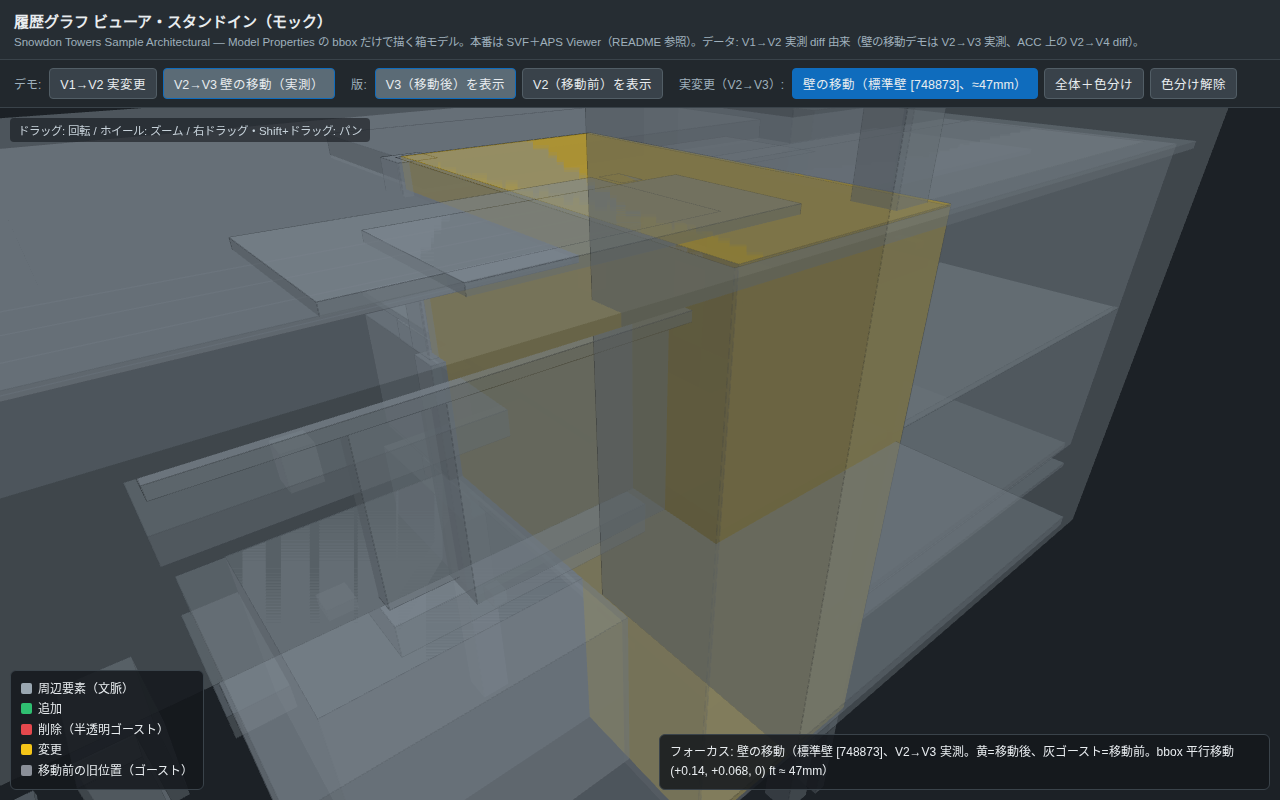 履歴グラフ ビューア・スタンドイン（モック）
Snowdon Towers Sample Architectural — Model Properties の bbox だけで描く箱モデル。本番は SVF＋APS Viewer（README 参照）。データ: V1→V2 実測 diff 由来（壁の移動デモは V2→V3 実測、ACC 上の V2→V4 diff）。
デモ: V1→V2 実変更 V2→V3 壁の移動（実測） 版: V3（移動後）を表示 V2（移動前）を表示 実変更（V2→V3）: 壁の移動（標準壁 [748873]、≈47mm） 全体＋色分け 色分け解除
ドラッグ: 回転 / ホイール: ズーム / 右ドラッグ・Shift+ドラッグ: パン
周辺要素（文脈）
追加
削除（半透明ゴースト）
変更
移動前の旧位置（ゴースト）
フォーカス: 壁の移動（標準壁 [748873]、V2→V3 実測。黄=移動後、灰ゴースト=移動前。bbox 平行移動
(+0.14, +0.068, 0) ft ≈ 47mm）